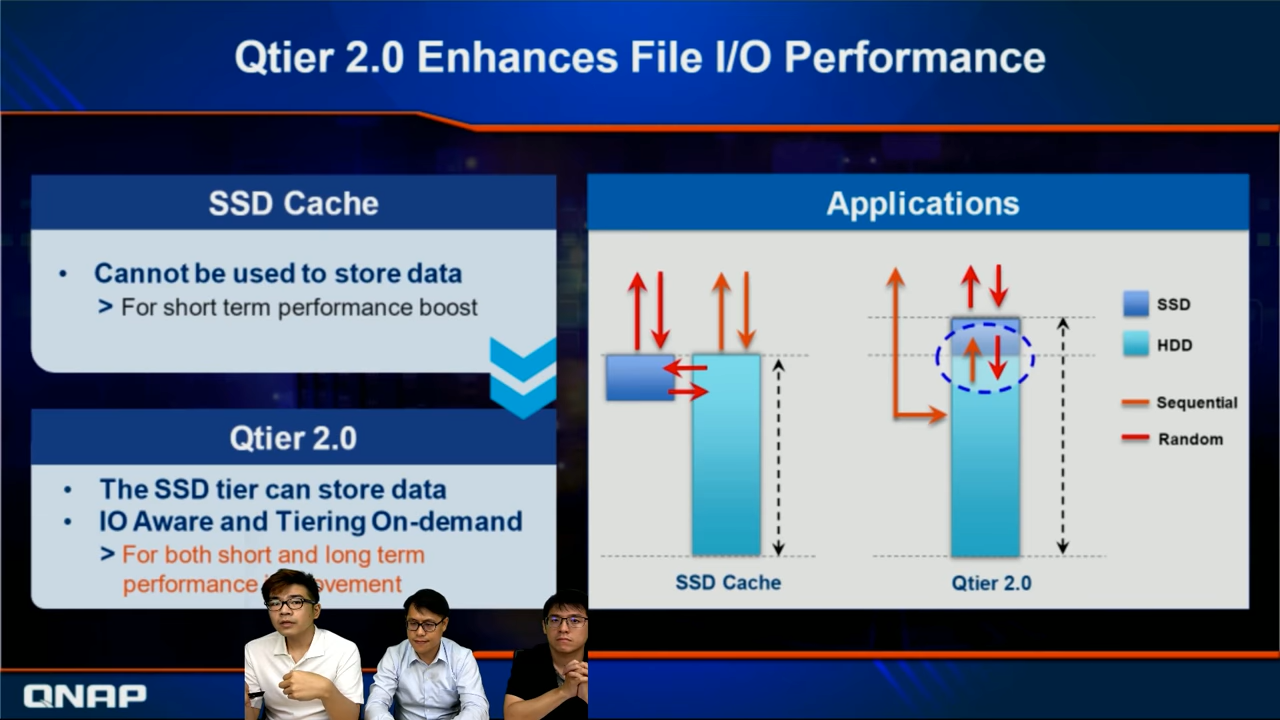 Qtier 2.0 Enhances File I/O Performance
SSD Cache
• Cannot be used to store data
> For short term performance boost
Qtier 2.0
• The SSD tier can store data
• IO Aware and Tiering On-demand
> For both short and long term
performance
Applications
SSD
HDD
Sequential
Random
SSD Cache
Qtier 2.0
QNAP